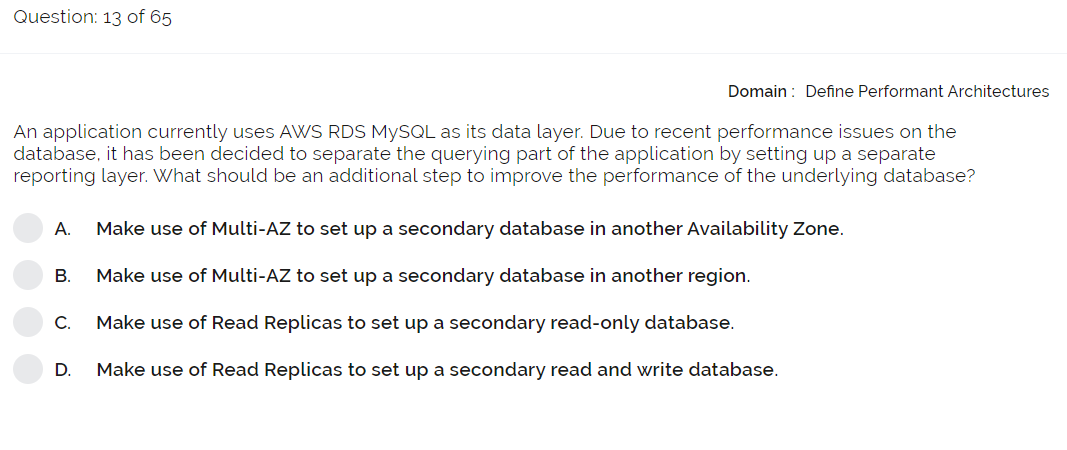 Question: 13 of 65
Domain : Define Performant Architectures
An application currently uses AWS RDS MySQL as its data layer. Due to recent performance issues on the
database, it has been decided to separate the querying part of the application by setting up a separate
reporting layer. What should be an additional step to improve the performance of the underlying database?
A. Make use of Multi-AZ to set up a secondary database in another Availability Zone.
B. Make use of Multi-AZ to set up a secondary database in another region.
C. Make use of Read Replicas to set up a secondary read-only database.
D. Make use of Read Replicas to set up a secondary read and write database.